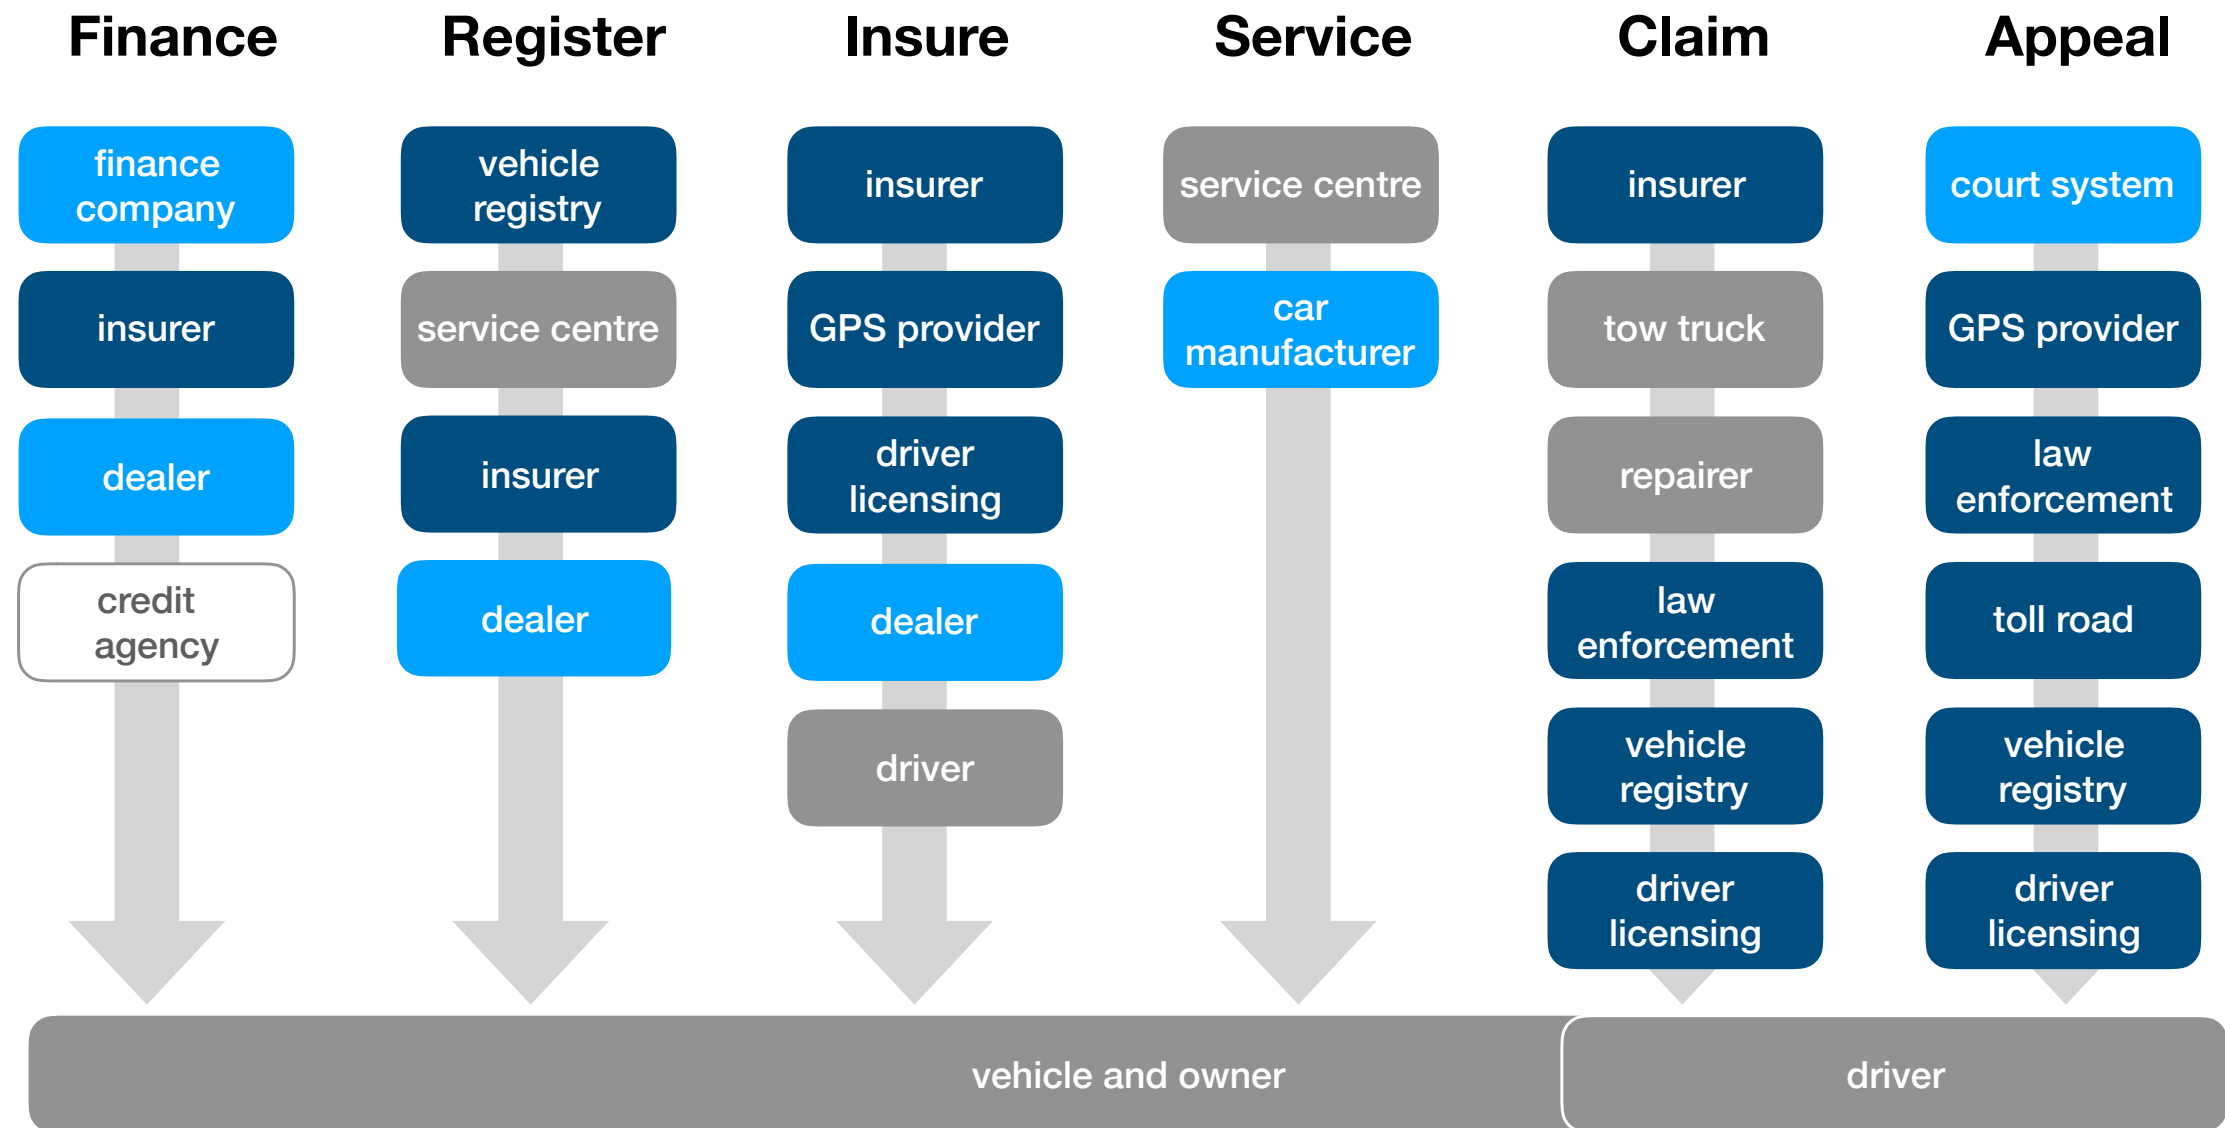 Finance
Register
Insure
Service
Claim
Appeal
finance
company
insurer
dealer
credit
agency
vehicle
registry
service centre
insurer
dealer
insurer
GPS provider
driver
licensing
dealer
driver
service centre
car
manufacturer
insurer
tow truck
repairer
law
enforcement
vehicle
registry
driver
licensing
court system
GPS provider
law
enforcement
toll road
vehicle
registry
driver
licensing
vehicle and owner
driver